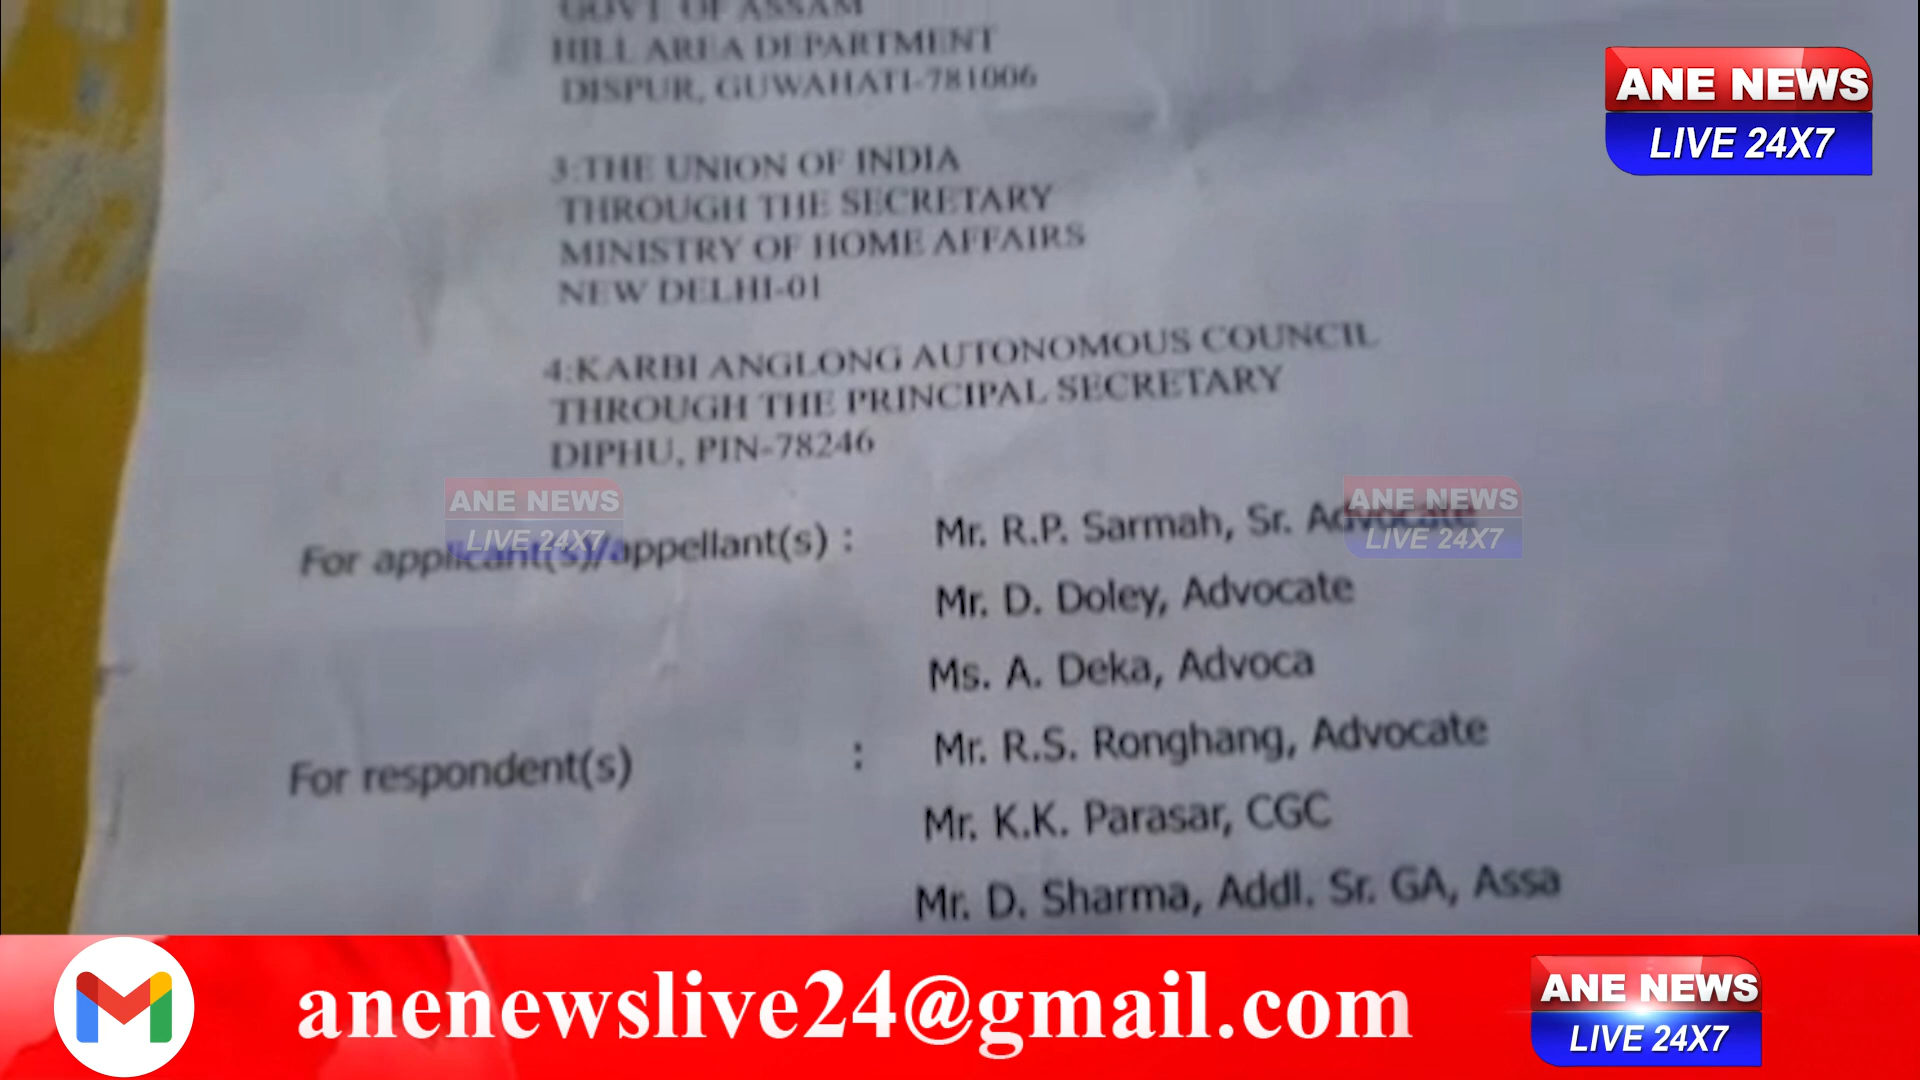 GOVT OF ASSAM
HILL AREA DEPARTMENT
DISPUR, GUWAHATI-781006
ANE NEWS
LIVE 24X7
3:THE UNION OF INDIA
THROUGH THE SECRETARY
MINISTRY OF HOME AFFAIRS
NEW DELHI-01
4:KARBI ANGLONG AUTONOMOUS COUNCIL
THROUGH THE PRINCIPAL SECRETARY
DIPHU, PIN-78246
ANE NEWS
LIVE 24X7
ANE NEWS
LIVE 24X7
For applicant(s)/appellant(s) : Mr. R.P. Sarmah, Sr. Advocate
Mr. D. Doley, Advocate
Ms. A. Deka, Advoca
For respondent(s) : Mr. R.S. Ronghang, Advocate
Mr. K.K. Parasar, CGC
Mr. D. Sharma, Addl. Sr. GA, Assa
anenewslive24@gmail.com
ANE NEWS
LIVE 24X7